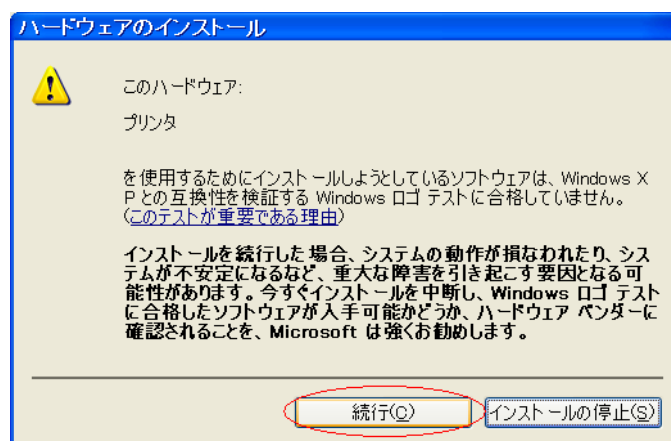 ハードウェアのインストール
このハードウェア:
プリンタ
を使用するためにインストールしようとしているソフトウェアは、Windows X
P との互換性を検証する Windows ロゴ テストに合格していません。
(このテストが重要である理由)
インストールを続行した場合、システムの動作が損なわれたり、シス
テムが不安定になるなど、重大な障害を引き起こす要因となる可
能性があります。今すぐインストールを中断し、Windows ロゴ テスト
に合格したソフトウェアが入手可能かどうか、ハードウェア ベンダーに
確認されることを、Microsoft は強くお勧めします。
続行(C) インストールの停止(S)